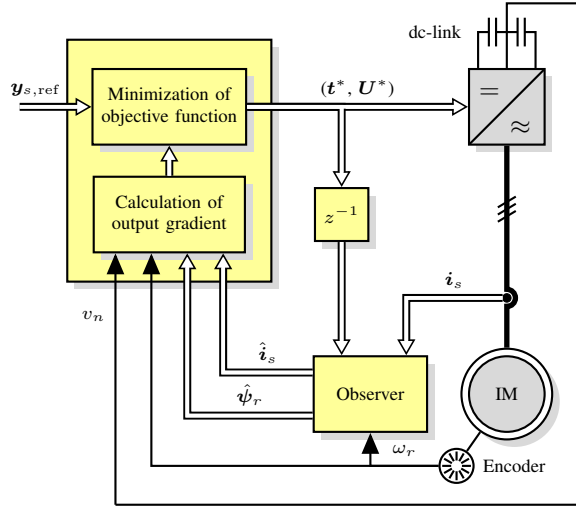 dc-link
y_{s,ref}
Minimization of
objective function
(t*, U*)
=
≈
Calculation of
output gradient
z^{−1}
v_n
i_s
î_s
ψ̂_r
Observer
IM
ω_r
Encoder